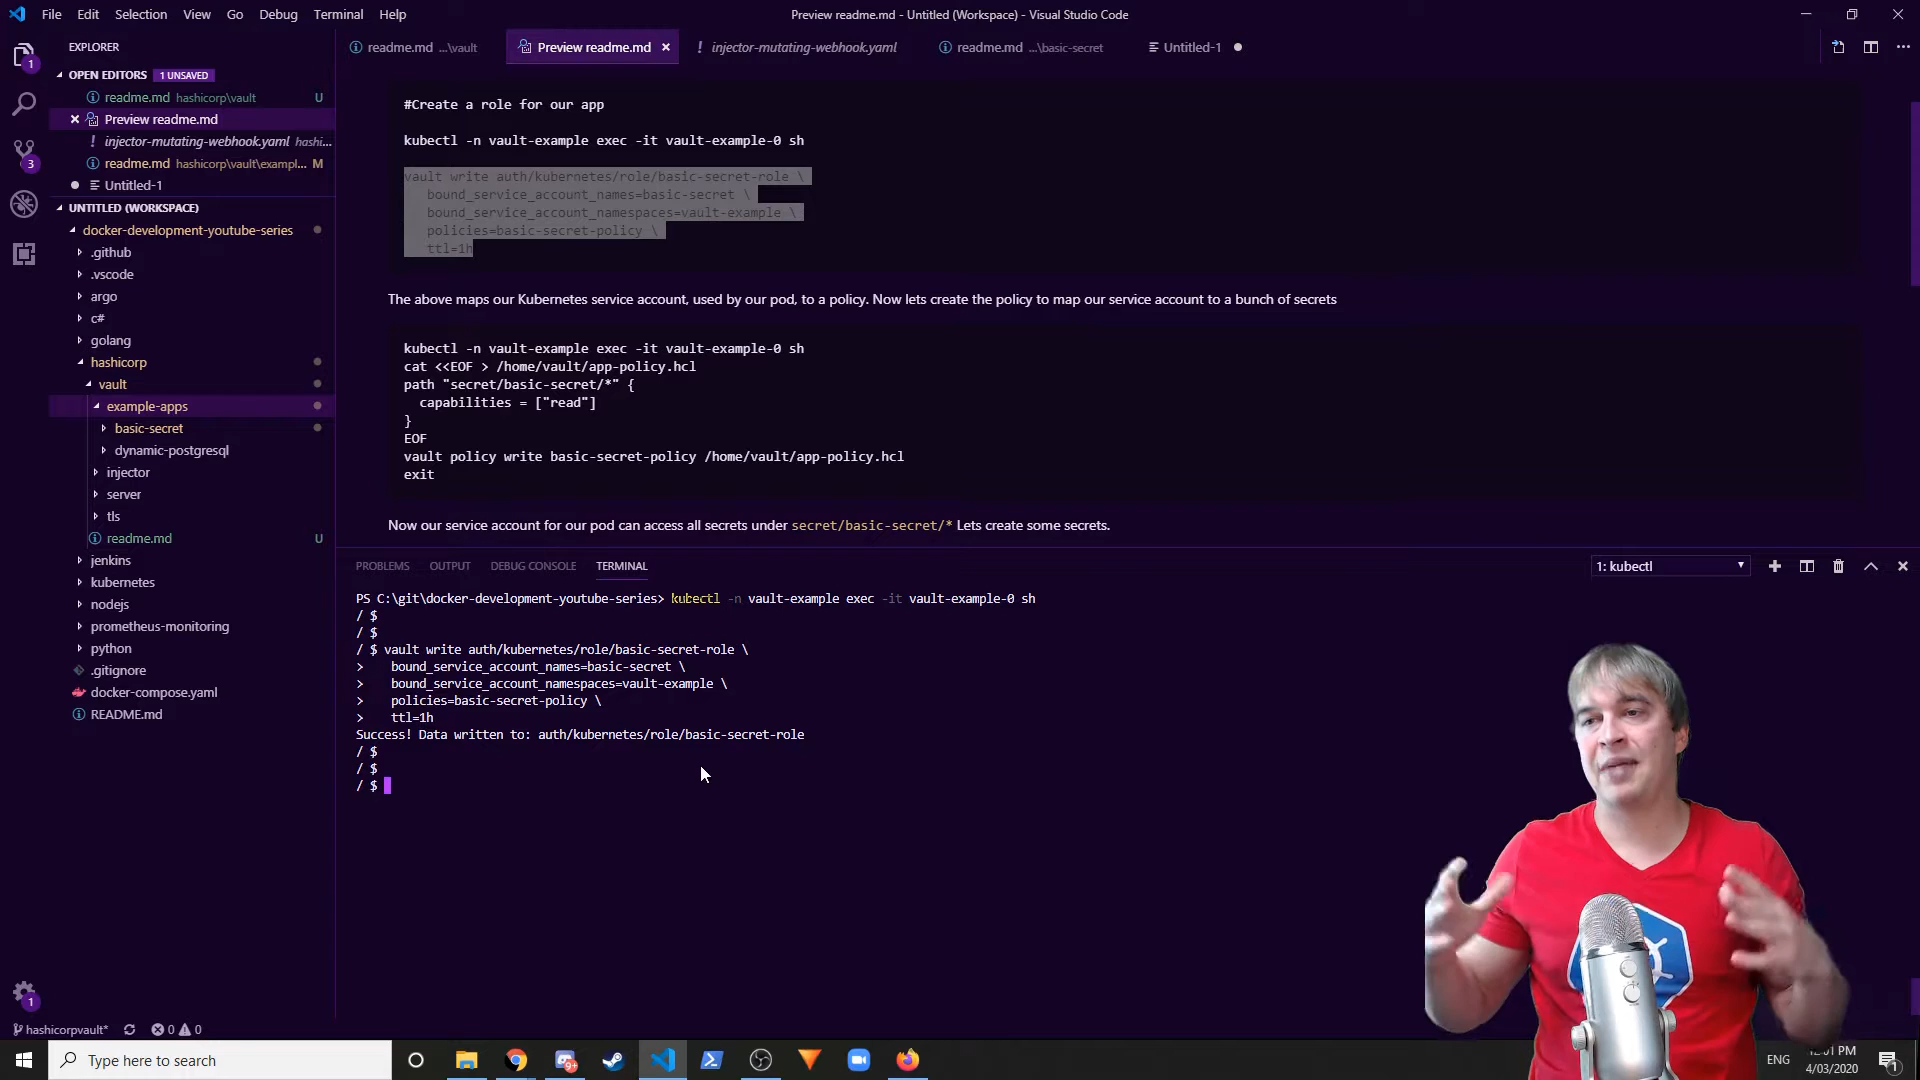 File Edit Selection View Go Debug Terminal Help
Preview readme.md - Untitled (Workspace) - Visual Studio Code
EXPLORER
OPEN EDITORS 1 UNSAVED
readme.md hashicorp\vault U
Preview readme.md
! injector-mutating-webhook.yaml hashi...
readme.md hashicorp\vault\exampl... M
Untitled-1
UNTITLED (WORKSPACE)
docker-development-youtube-series
.github
.vscode
argo
c#
golang
hashicorp
vault
example-apps
basic-secret
dynamic-postgresql
injector
server
tls
readme.md U
jenkins
kubernetes
nodejs
prometheus-monitoring
python
.gitignore
docker-compose.yaml
README.md
1
3
1
readme.md ...\vault
Preview readme.md
! injector-mutating-webhook.yaml
readme.md ...\basic-secret
Untitled-1
#Create a role for our app
kubectl -n vault-example exec -it vault-example-0 sh
vault write auth/kubernetes/role/basic-secret-role \
bound_service_account_names=basic-secret \
bound_service_account_namespaces=vault-example \
policies=basic-secret-policy \
ttl=1h
The above maps our Kubernetes service account, used by our pod, to a policy. Now lets create the policy to map our service account to a bunch of secrets
kubectl -n vault-example exec -it vault-example-0 sh
cat <<EOF > /home/vault/app-policy.hcl
path "secret/basic-secret/*" {
capabilities = ["read"]
}
EOF
vault policy write basic-secret-policy /home/vault/app-policy.hcl
exit
Now our service account for our pod can access all secrets under secret/basic-secret/* Lets create some secrets.
PROBLEMS OUTPUT DEBUG CONSOLE TERMINAL
1: kubectl
PS C:\git\docker-development-youtube-series> kubectl -n vault-example exec -it vault-example-0 sh
/ $
/ $
/ $ vault write auth/kubernetes/role/basic-secret-role \
> bound_service_account_names=basic-secret \
> bound_service_account_namespaces=vault-example \
> policies=basic-secret-policy \
> ttl=1h
Success! Data written to: auth/kubernetes/role/basic-secret-role
/ $
/ $
/ $
hashicorpvault* 0 0
Type here to search
ENG
PM
4/03/2020